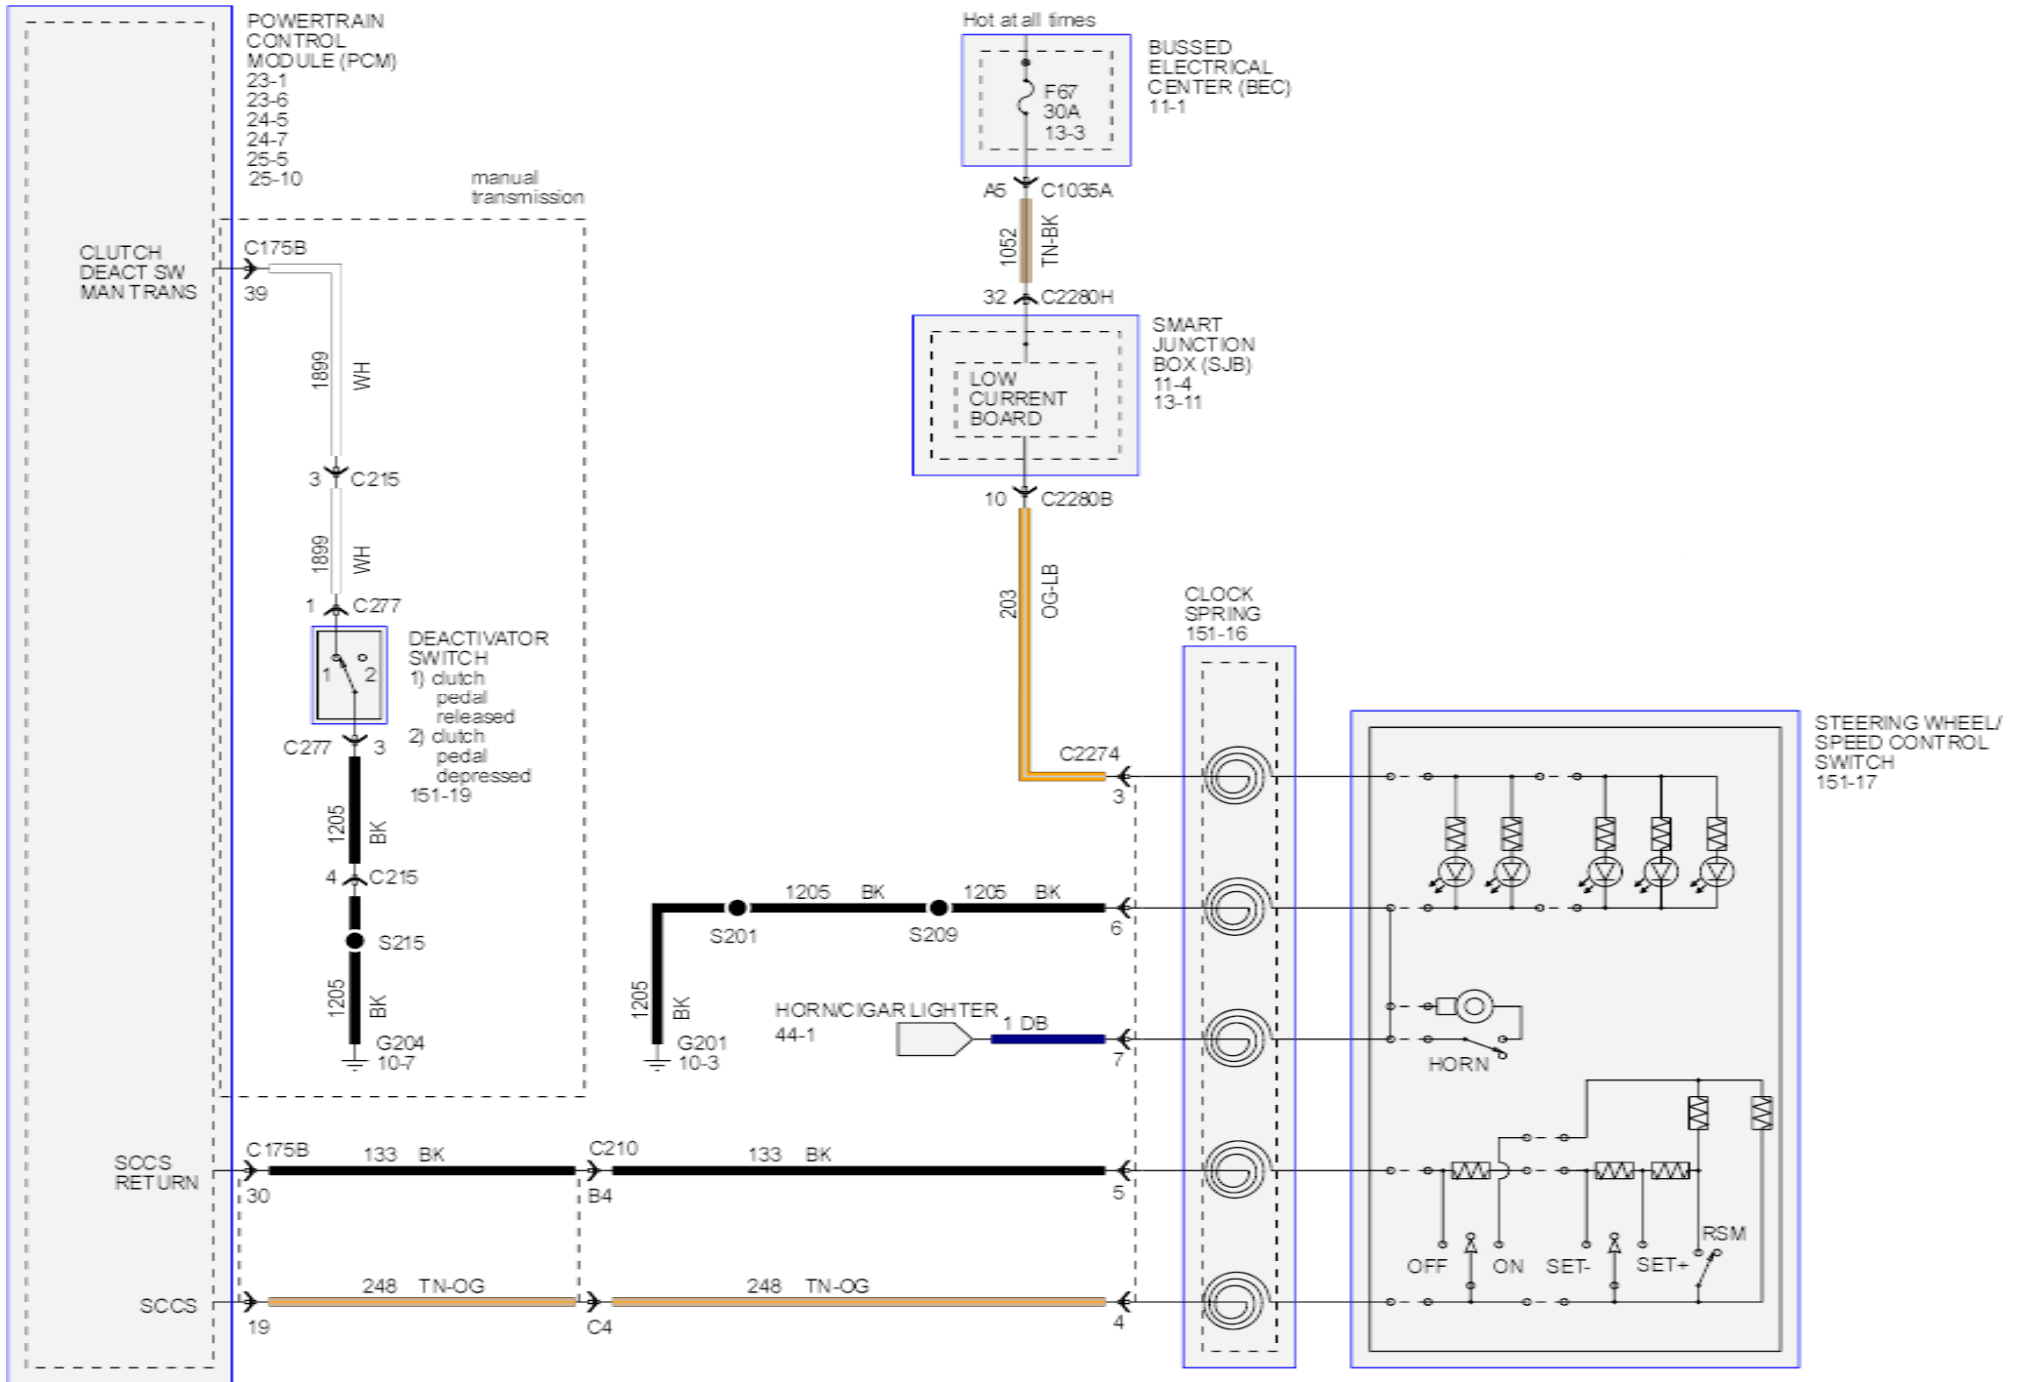 POWERTRAIN
CONTROL
MODULE (PCM)
23-1
23-6
24-5
24-7
25-5
25-10
manual
transmission
CLUTCH
DEACT SW
MAN TRANS
C175B
39
1899
WH
3
C215
1899
WH
1
C277
1
2
DEACTIVATOR
SWITCH
1) clutch
pedal
released
2) clutch
pedal
depressed
151-19
C277
3
1205
BK
4
C215
S215
1205
BK
G204
10-7
Hot at all times
F67
30A
13-3
BUSSED
ELECTRICAL
CENTER (BEC)
11-1
A5
C1035A
1052
TN-BK
32
C2280H
LOW
CURRENT
BOARD
SMART
JUNCTION
BOX (SJB)
11-4
13-11
10
C2280B
203
OG-LB
CLOCK
SPRING
151-16
C2274
3
STEERING WHEEL/
SPEED CONTROL
SWITCH
151-17
1205 BK
1205 BK
S201
S209
6
1205
BK
G201
10-3
HORN/CIGAR LIGHTER
44-1
1 DB
7
HORN
SCCS
RETURN
C175B
30
133 BK
C210
B4
133 BK
5
SCCS
19
248 TN-OG
C4
248 TN-OG
4
OFF
ON
SET-
SET+
RSM